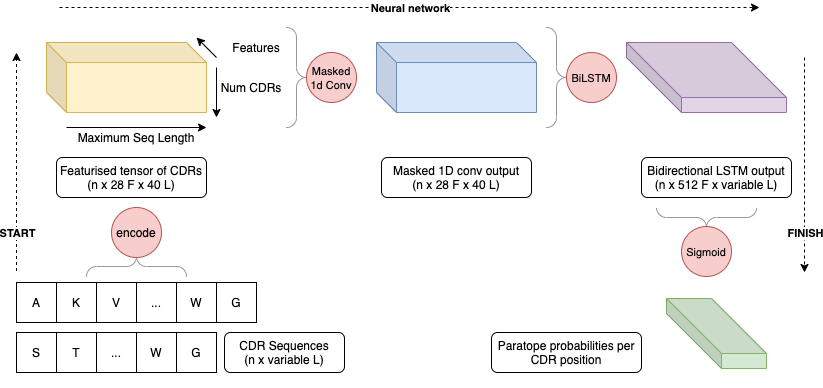 Neural network
Features
Num CDRs
Maximum Seq Length
Masked
1d Conv
BiLSTM
Featurised tensor of CDRs
(n x 28 F x 40 L)
Masked 1D conv output
(n x 28 F x 40 L)
Bidirectional LSTM output
(n x 512 F x variable L)
START
encode
FINISH
Sigmoid
A K V ... W G
S T ... W G
CDR Sequences
(n x variable L)
Paratope probabilities per
CDR position